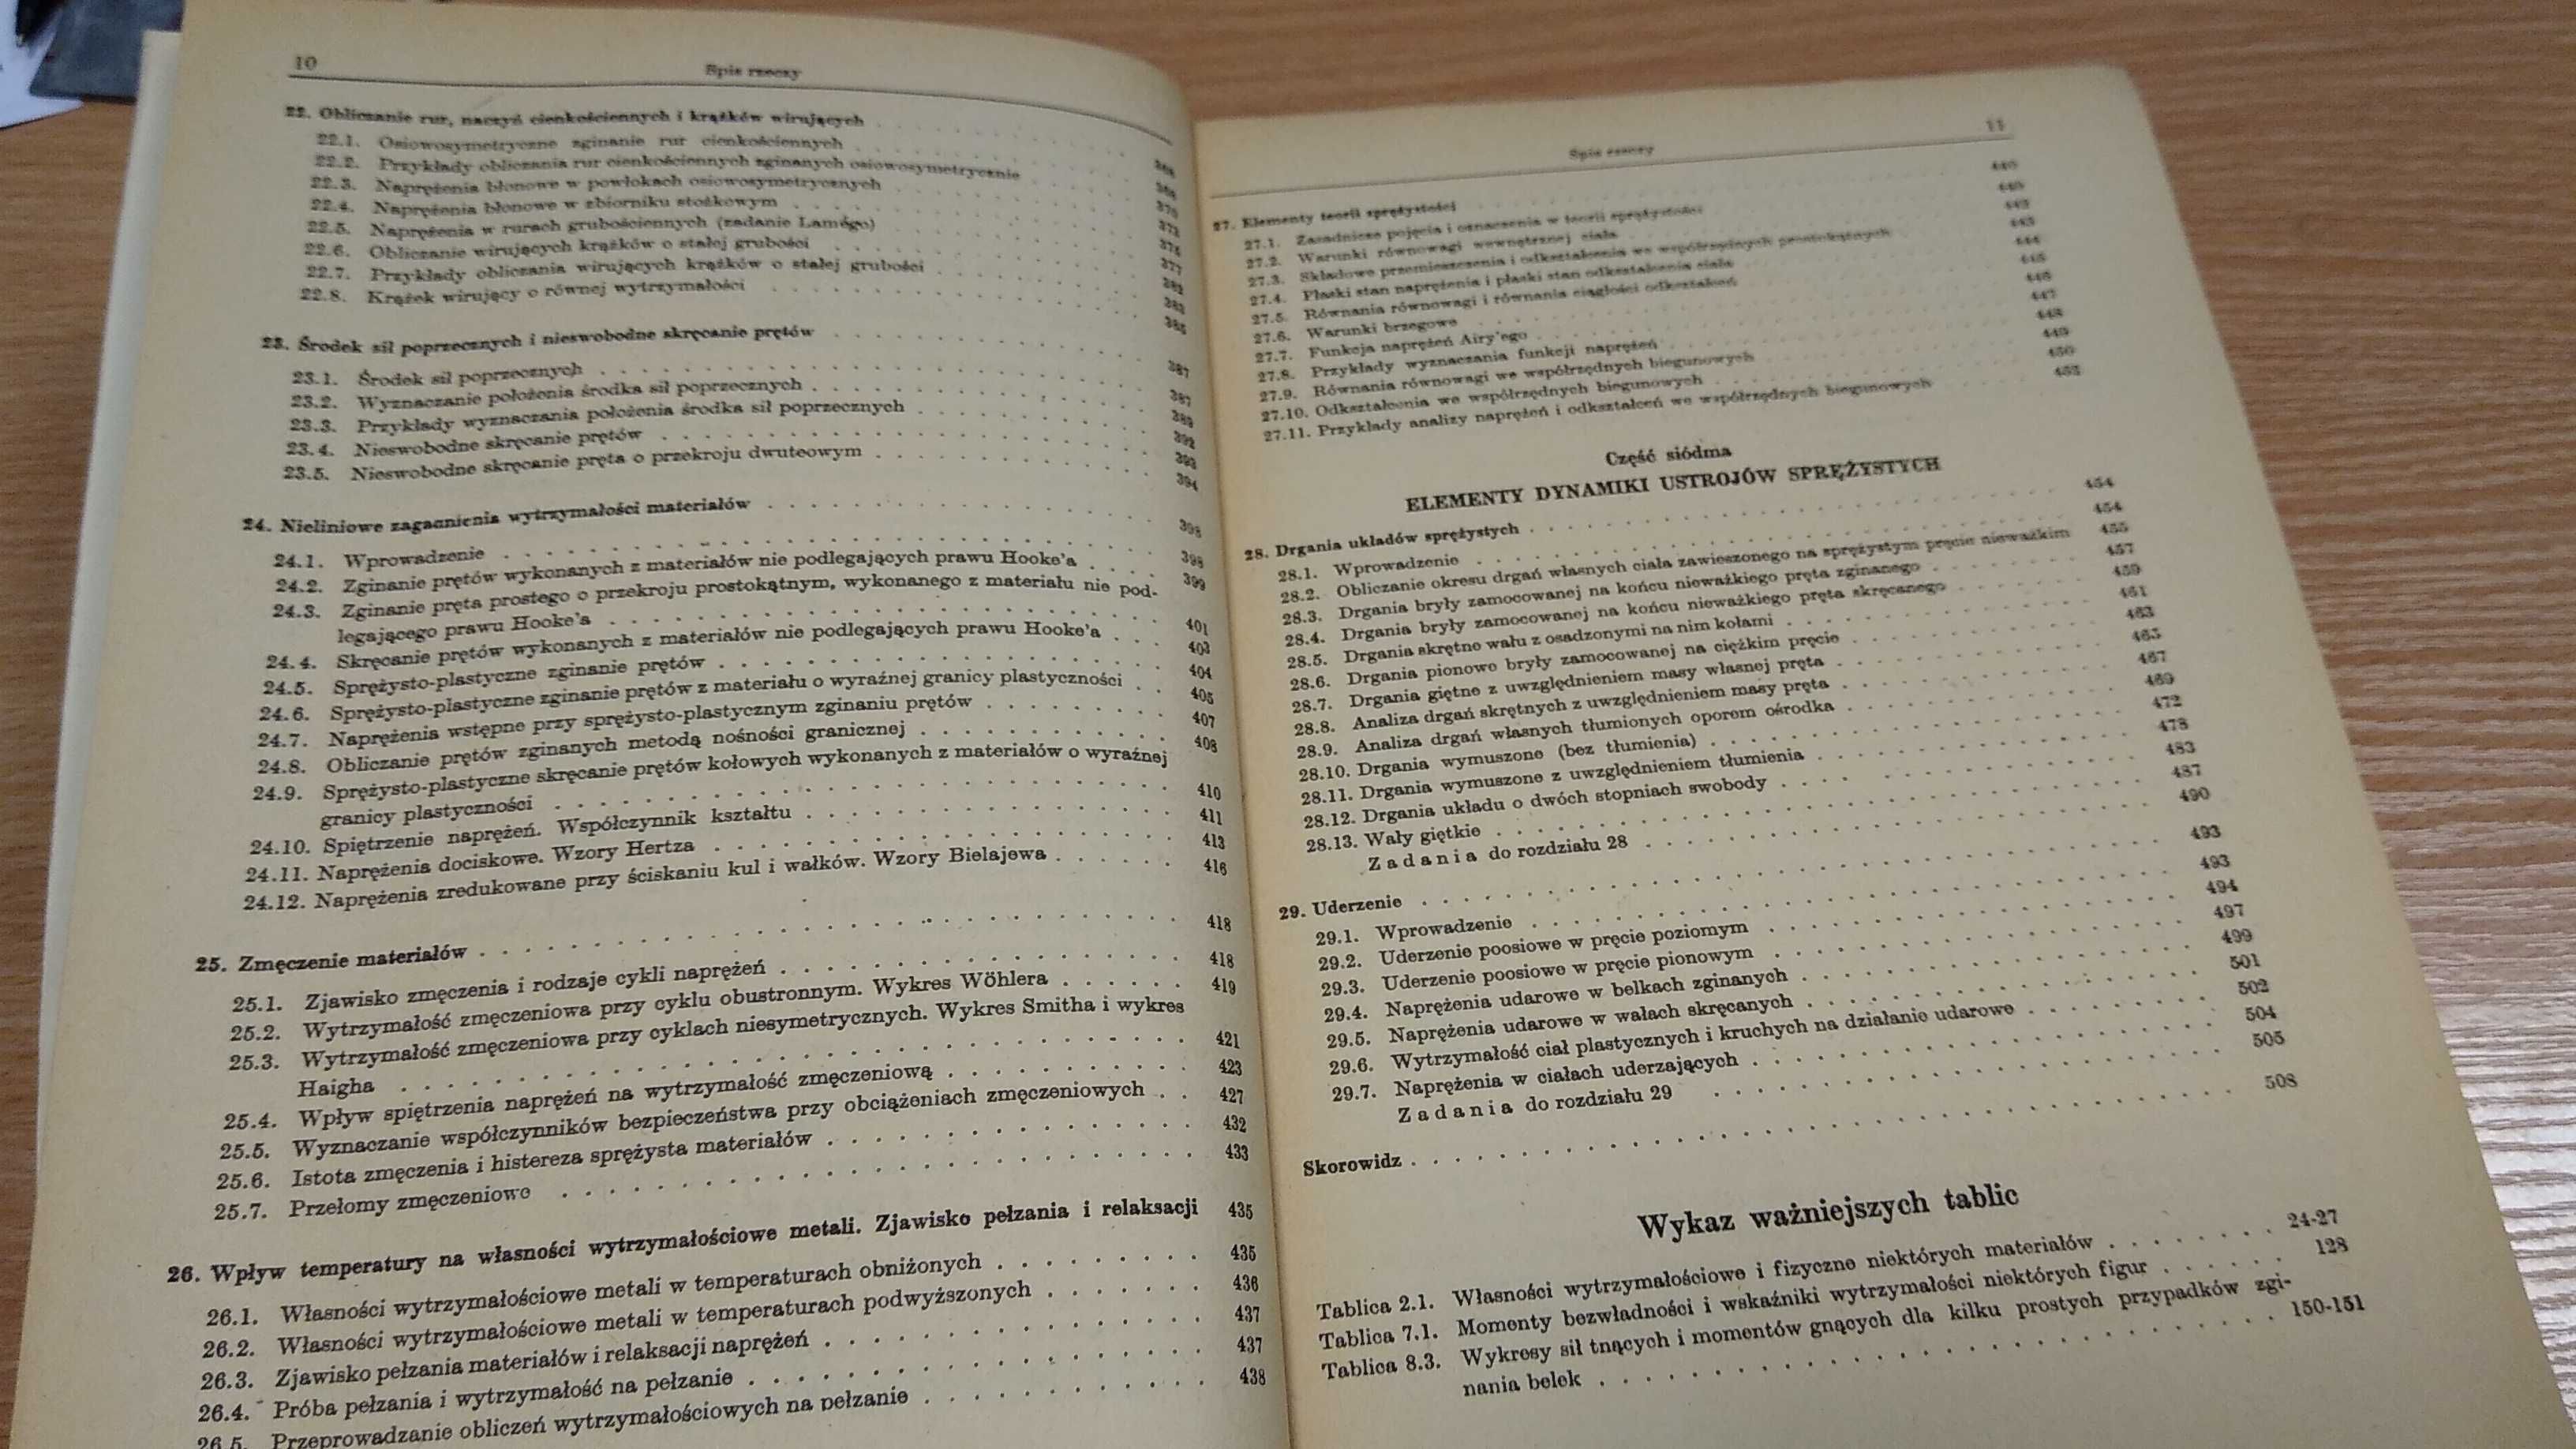 10
Spis rzeczy
22. Obliczanie rur, naczyń cienkościennych i krążków wirujących
22.1. Osiowosymetryczne zginanie rur cienkościennych
22.2. Przykłady obliczania rur cienkościennych zginanych osiowosymetrycznie
22.3. Naprężenia błonowe w powłokach osiowosymetrycznych
22.4. Naprężenia błonowe w zbiorniku stożkowym
22.5. Naprężenia w rurach grubościennych (zadanie Lamégo)
22.6. Obliczanie wirujących krążków o stałej grubości
22.7. Przykłady obliczania wirujących krążków o stałej grubości
22.8. Krążek wirujący o równej wytrzymałości
23. Środek sił poprzecznych i nieswobodne skręcanie prętów . . . 387
23.1. Środek sił poprzecznych . . . 387
23.2. Wyznaczanie położenia środka sił poprzecznych . . . 389
23.3. Przykłady wyznaczania położenia środka sił poprzecznych . . . 392
23.4. Nieswobodne skręcanie prętów . . . 393
23.5. Nieswobodne skręcanie pręta o przekroju dwuteowym . . . 394
24. Nieliniowe zagadnienia wytrzymałości materiałów . . . 398
24.1. Wprowadzenie . . . 398
24.2. Zginanie prętów wykonanych z materiałów nie podlegających prawu Hooke'a . . . 399
24.3. Zginanie pręta prostego o przekroju prostokątnym, wykonanego z materiału nie pod-
legającego prawu Hooke'a . . . 401
24.4. Skręcanie prętów wykonanych z materiałów nie podlegających prawu Hooke'a . . . 403
24.5. Sprężysto-plastyczne zginanie prętów . . . 404
24.6. Sprężysto-plastyczne zginanie prętów z materiału o wyraźnej granicy plastyczności . . . 405
24.7. Naprężenia wstępne przy sprężysto-plastycznym zginaniu prętów . . . 407
24.8. Obliczanie prętów zginanych metodą nośności granicznej . . . 408
24.9. Sprężysto-plastyczne skręcanie prętów kołowych wykonanych z materiałów o wyraźnej
granicy plastyczności . . . 410
24.10. Spiętrzenie naprężeń. Współczynnik kształtu . . . 411
24.11. Naprężenia dociskowe. Wzory Hertza . . . 413
24.12. Naprężenia zredukowane przy ściskaniu kul i wałków. Wzory Bielajewa . . . 416
25. Zmęczenie materiałów . . . 418
25.1. Zjawisko zmęczenia i rodzaje cykli naprężeń . . . 418
25.2. Wytrzymałość zmęczeniowa przy cyklu obustronnym. Wykres Wöhlera . . . 419
25.3. Wytrzymałość zmęczeniowa przy cyklach niesymetrycznych. Wykres Smitha i wykres
Haigha . . . 421
25.4. Wpływ spiętrzenia naprężeń na wytrzymałość zmęczeniową . . . 423
25.5. Wyznaczanie współczynników bezpieczeństwa przy obciążeniach zmęczeniowych . . . 427
25.6. Istota zmęczenia i histereza sprężysta materiałów . . . 432
25.7. Przełomy zmęczeniowe . . . 433
26. Wpływ temperatury na własności wytrzymałościowe metali. Zjawisko pełzania i relaksacji 435
26.1. Własności wytrzymałościowe metali w temperaturach obniżonych . . . 435
26.2. Własności wytrzymałościowe metali w temperaturach podwyższonych . . . 436
26.3. Zjawisko pełzania materiałów i relaksacji naprężeń . . . 437
26.4. Próba pełzania i wytrzymałość na pełzanie . . . 437
26.5. Przeprowadzanie obliczeń wytrzymałościowych na pełzanie . . . 438
Spis rzeczy
11
27. Elementy teorii sprężystości
27.1. Zasadnicze pojęcia i oznaczenia w teorii sprężystości
27.2. Warunki równowagi wewnętrznej ciała
27.3. Składowe przemieszczenia i odkształcenia we współrzędnych prostokątnych
27.4. Płaski stan naprężenia i płaski stan odkształcenia ciała
27.5. Równania równowagi i równania ciągłości odkształceń
27.6. Warunki brzegowe
27.7. Funkcja naprężeń Airy'ego
27.8. Przykłady wyznaczania funkcji naprężeń
27.9. Równania równowagi we współrzędnych biegunowych
27.10. Odkształcenia we współrzędnych biegunowych
27.11. Przykłady analizy naprężeń i odkształceń we współrzędnych biegunowych
Część siódma
ELEMENTY DYNAMIKI USTROJÓW SPRĘŻYSTYCH
28. Drgania układów sprężystych . . . 454
28.1. Wprowadzenie . . . 454
28.2. Obliczanie okresu drgań własnych ciała zawieszonego na sprężystym pręcie nieważkim 455
28.3. Drgania bryły zamocowanej na końcu nieważkiego pręta zginanego . . . 457
28.4. Drgania bryły zamocowanej na końcu nieważkiego pręta skręcanego . . . 459
28.5. Drgania skrętne wału z osadzonymi na nim kołami . . . 461
28.6. Drgania pionowe bryły zamocowanej na ciężkim pręcie . . . 463
28.7. Drgania giętne z uwzględnieniem masy własnej pręta . . . 465
28.8. Analiza drgań skrętnych z uwzględnieniem masy pręta . . . 467
28.9. Analiza drgań własnych tłumionych oporem ośrodka . . . 469
28.10. Drgania wymuszone (bez tłumienia) . . . 472
28.11. Drgania wymuszone z uwzględnieniem tłumienia . . . 478
28.12. Drgania układu o dwóch stopniach swobody . . . 483
28.13. Wały giętkie . . . 487
Zadania do rozdziału 28 . . . 490
29. Uderzenie . . . 493
29.1. Wprowadzenie . . . 493
29.2. Uderzenie poosiowe w pręcie poziomym . . . 494
29.3. Uderzenie poosiowe w pręcie pionowym . . . 497
29.4. Naprężenia udarowe w belkach zginanych . . . 499
29.5. Naprężenia udarowe w wałach skręcanych . . . 501
29.6. Wytrzymałość ciał plastycznych i kruchych na działanie udarowe . . . 502
29.7. Naprężenia w ciałach uderzających . . . 504
Zadania do rozdziału 29 . . . 505
Skorowidz . . . 508
Wykaz ważniejszych tablic
Tablica 2.1. Własności wytrzymałościowe i fizyczne niektórych materiałów . . . 24-27
Tablica 7.1. Momenty bezwładności i wskaźniki wytrzymałości niektórych figur . . . 128
Tablica 8.3. Wykresy sił tnących i momentów gnących dla kilku prostych przypadków zgi-
nania belek . . . 150-151